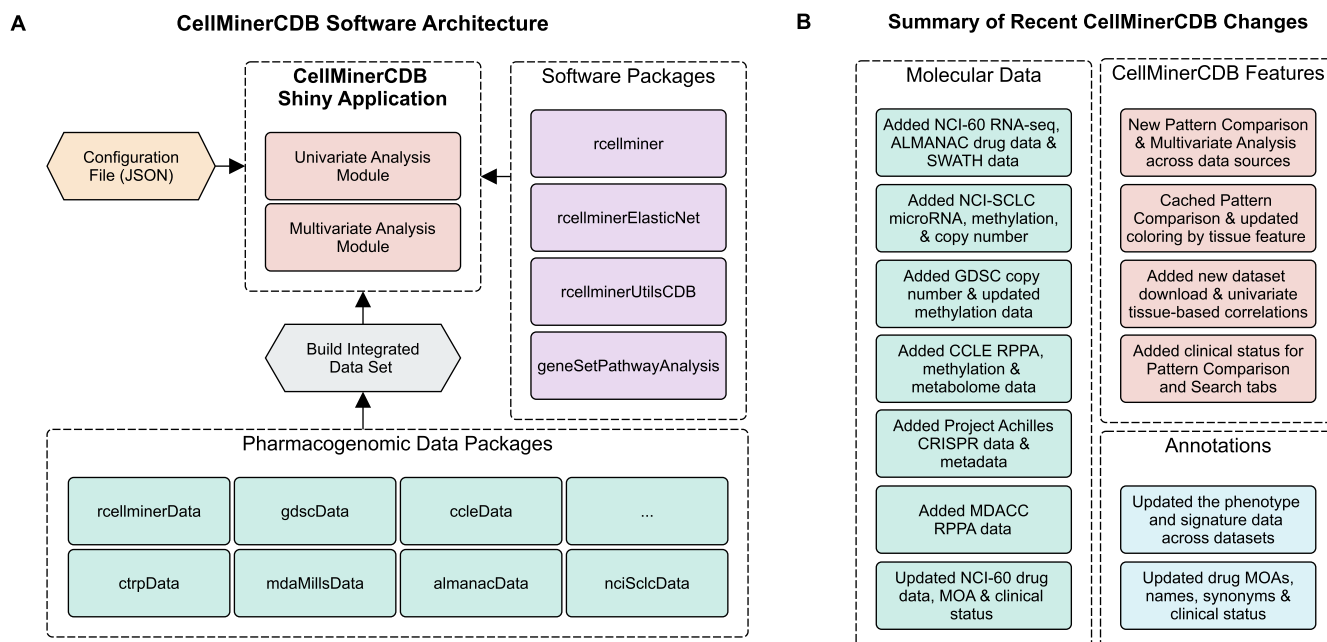 A
CellMinerCDB Software Architecture
CellMinerCDB
Shiny Application
Univariate Analysis
Module
Multivariate Analysis
Module
Configuration
File (JSON)
Software Packages
rcellminer
rcellminerElasticNet
rcellminerUtilsCDB
geneSetPathwayAnalysis
Build Integrated
Data Set
Pharmacogenomic Data Packages
rcellminerData
gdscData
ccleData
...
ctrpData
mdaMillsData
almanacData
nciSclcData
B
Summary of Recent CellMinerCDB Changes
Molecular Data
Added NCI-60 RNA-seq,
ALMANAC drug data &
SWATH data
Added NCI-SCLC
microRNA, methylation,
& copy number
Added GDSC copy
number & updated
methylation data
Added CCLE RPPA,
methylation &
metabolome data
Added Project Achilles
CRISPR data &
metadata
Added MDACC
RPPA data
Updated NCI-60 drug
data, MOA & clinical
status
CellMinerCDB Features
New Pattern Comparison
& Multivariate Analysis
across data sources
Cached Pattern
Comparison & updated
coloring by tissue feature
Added new dataset
download & univariate
tissue-based correlations
Added clinical status for
Pattern Comparison
and Search tabs
Annotations
Updated the phenotype
and signature data
across datasets
Updated drug MOAs,
names, synonyms &
clinical status